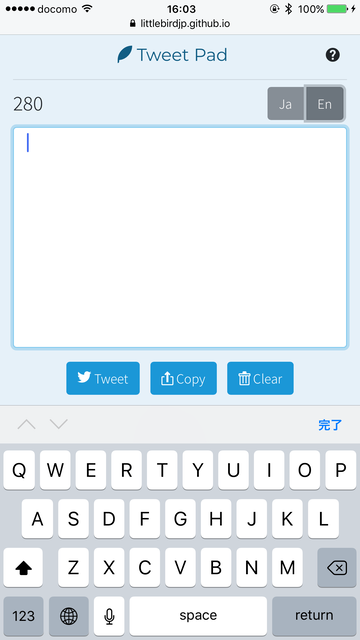 docomo 16:03 100%
littlebirdjp.github.io
Tweet Pad ?
280 Ja En
Tweet Copy Clear
完了
Q W E R T Y U I O P
A S D F G H J K L
Z X C V B N M
123 space return